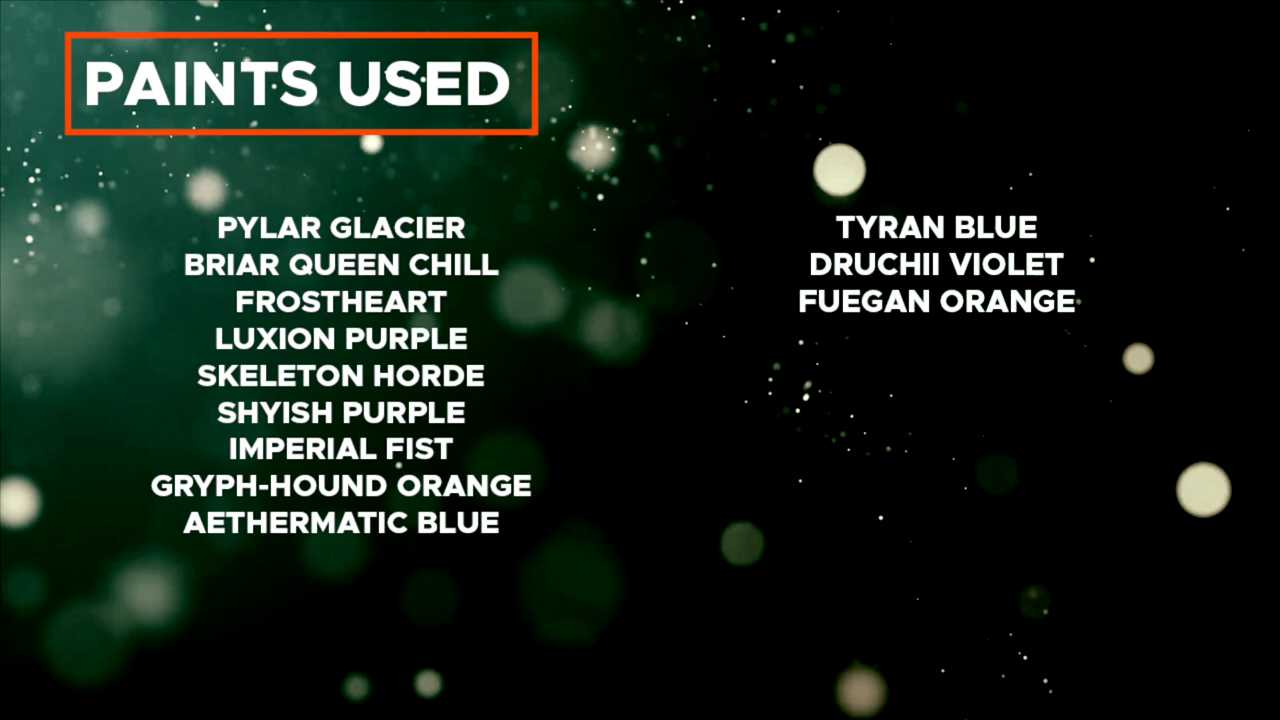 PAINTS USED
PYLAR GLACIER
BRIAR QUEEN CHILL
FROSTHEART
LUXION PURPLE
SKELETON HORDE
SHYISH PURPLE
IMPERIAL FIST
GRYPH-HOUND ORANGE
AETHERMATIC BLUE
TYRAN BLUE
DRUCHII VIOLET
FUEGAN ORANGE